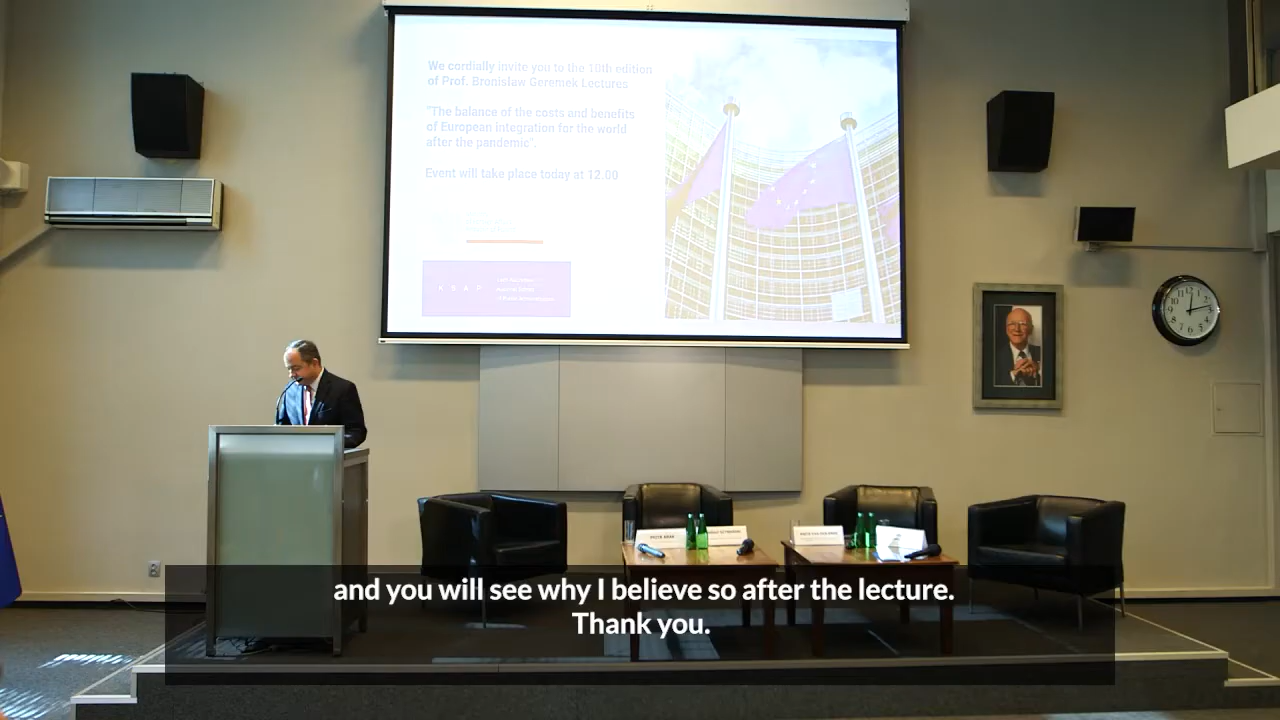 We cordially invite you to the 10th edition
of Prof. Bronisław Geremek Lectures
"The balance of the costs and benefits
of European integration for the world
after the pandemic".
Event will take place today at 12.00
K S A P
12
and you will see why I believe so after the lecture.
Thank you.